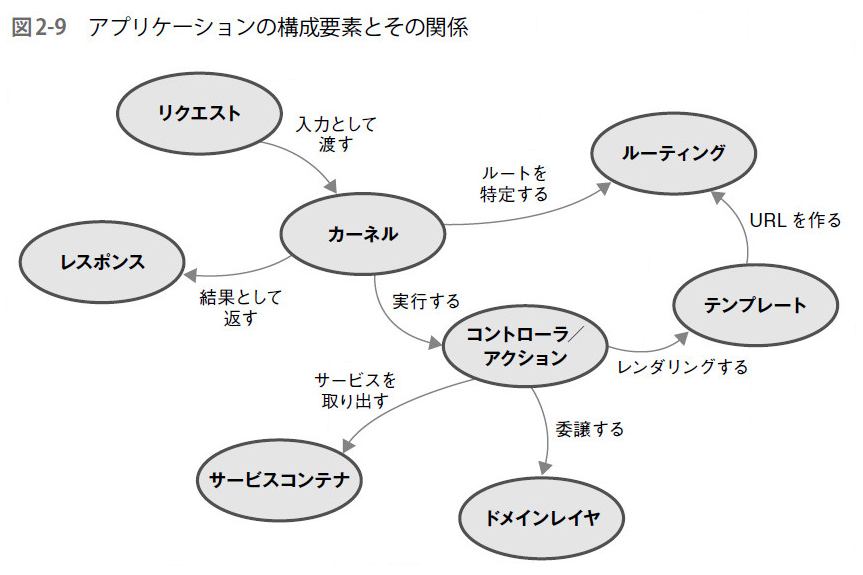 図2-9 アプリケーションの構成要素とその関係
リクエスト
入力として
渡す
ルーティング
ルートを
特定する
カーネル
URLを作る
レスポンス
結果として
返す
実行する
テンプレート
コントローラ／
アクション
レンダリングする
サービスを
取り出す
委譲する
サービスコンテナ
ドメインレイヤ